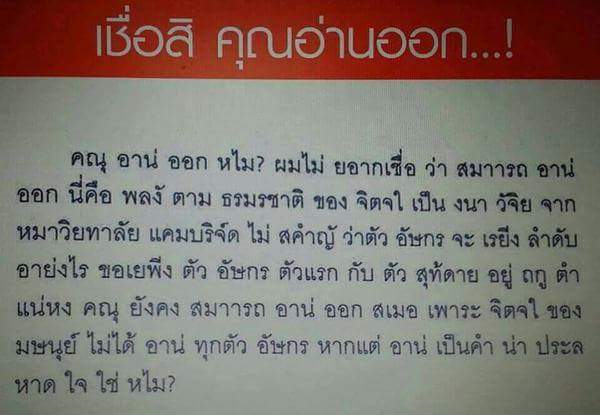 เชื่อสิ คุณอ่านออก...!
คณุ อาน่ ออก หไม? ผมไม่ ยอากเชื่อ ว่า สมาารถ อาน่
ออก นี่คือ พลงั ตาม ธรมรชาติ ของ จิตจใ เป็น งนา วัจิย จาก
หมาวิยทาลัย แคมบริจ์ด ไม่ สคำญั ว่าตัว อัษกร จะ เรยีง ลำดับ
อาย่งไร ขอเยพีง ตัว อัษกร ตัวแรก กับ ตัว สุท้ดาย อยู่ ถกู ตำ
แน่หง คณุ ยังคง สมาารถ อาน่ ออก สเมอ เพาระ จิตจใ ของ
มษนุย์ ไม่ได้ อาน่ ทุกตัว อัษกร หากแต่ อาน่ เป็นคำ น่า ประล
หาด ใจ ใช่ หไม?